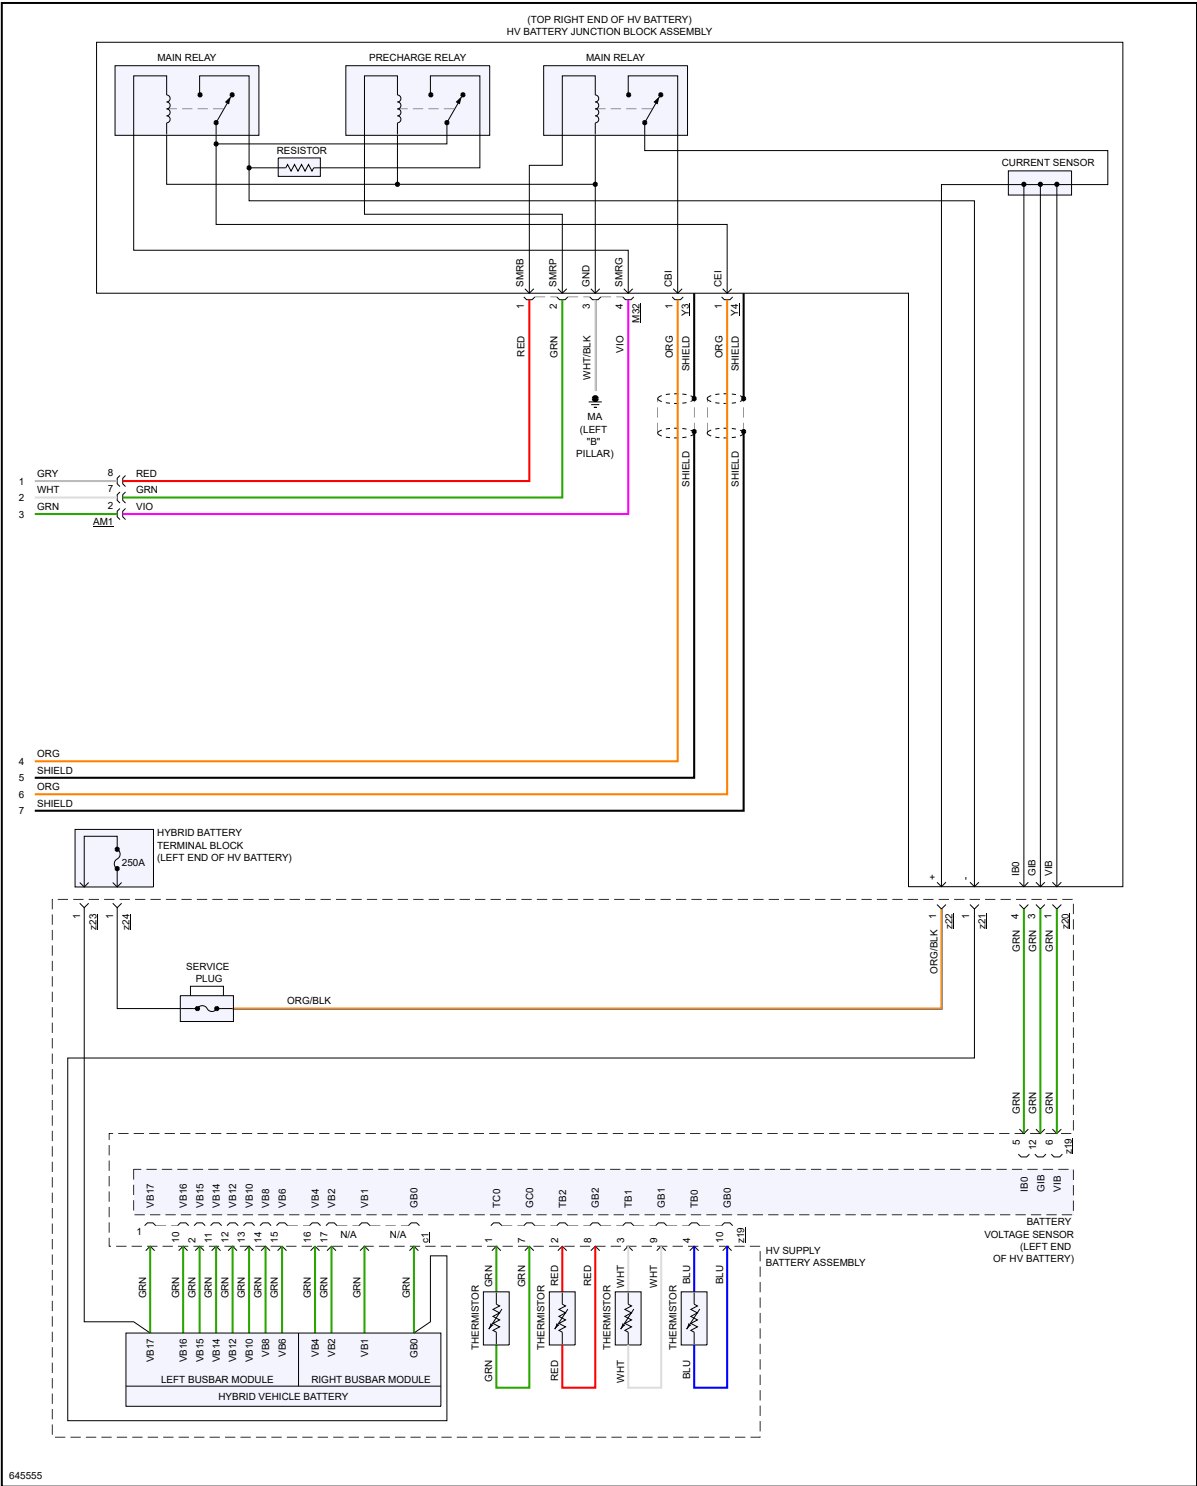 (TOP RIGHT END OF HV BATTERY)
HV BATTERY JUNCTION BLOCK ASSEMBLY
MAIN RELAY
PRECHARGE RELAY
MAIN RELAY
RESISTOR
CURRENT SENSOR
SMRB
SMRP
GND
SMRG
CBI
CEI
1
2
3
4
M32
1
Y3
1
Y4
RED
GRN
WHT/BLK
VIO
ORG
SHIELD
ORG
SHIELD
MA
(LEFT
"B"
PILLAR)
SHIELD
SHIELD
1 GRY 8 RED
2 WHT 7 GRN
3 GRN 2 VIO
AM1
4 ORG
5 SHIELD
6 ORG
7 SHIELD
250A
HYBRID BATTERY
TERMINAL BLOCK
(LEFT END OF HV BATTERY)
+
-
IB0
GIB
VIB
1
z23
1
z24
1
z22
1
z21
4
3
1
z20
ORG/BLK
GRN
GRN
GRN
SERVICE
PLUG
ORG/BLK
GRN
GRN
GRN
5
12
6
z19
IB0
GIB
VIB
VB17
VB16
VB15
VB14
VB12
VB10
VB8
VB6
VB4
VB2
VB1
GB0
TC0
GC0
TB2
GB2
TB1
GB1
TB0
GB0
BATTERY
VOLTAGE SENSOR
(LEFT END
OF HV BATTERY)
1
10
2
11
12
13
14
15
16
17
N/A
N/A
c1
1
7
2
8
3
9
4
10
z19
HV SUPPLY
BATTERY ASSEMBLY
GRN
GRN
GRN
GRN
GRN
GRN
GRN
GRN
GRN
GRN
GRN
GRN
GRN
GRN
RED
RED
WHT
WHT
BLU
BLU
THERMISTOR
THERMISTOR
THERMISTOR
THERMISTOR
VB17
VB16
VB15
VB14
VB12
VB10
VB8
VB6
VB4
VB2
VB1
GB0
GRN
RED
WHT
BLU
LEFT BUSBAR MODULE
RIGHT BUSBAR MODULE
HYBRID VEHICLE BATTERY
645555